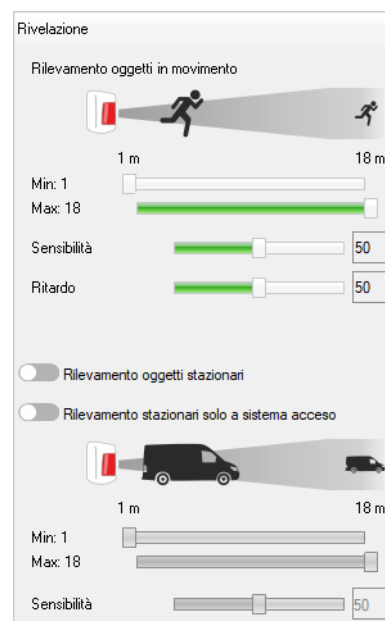 Rivelazione
Rilevamento oggetti in movimento
1 m 18 m
Min: 1
Max: 18
Sensibilità 50
Ritardo 50
Rilevamento oggetti stazionari
Rilevamento stazionari solo a sistema acceso
1 m 18 m
Min: 1
Max: 18
Sensibilità 50